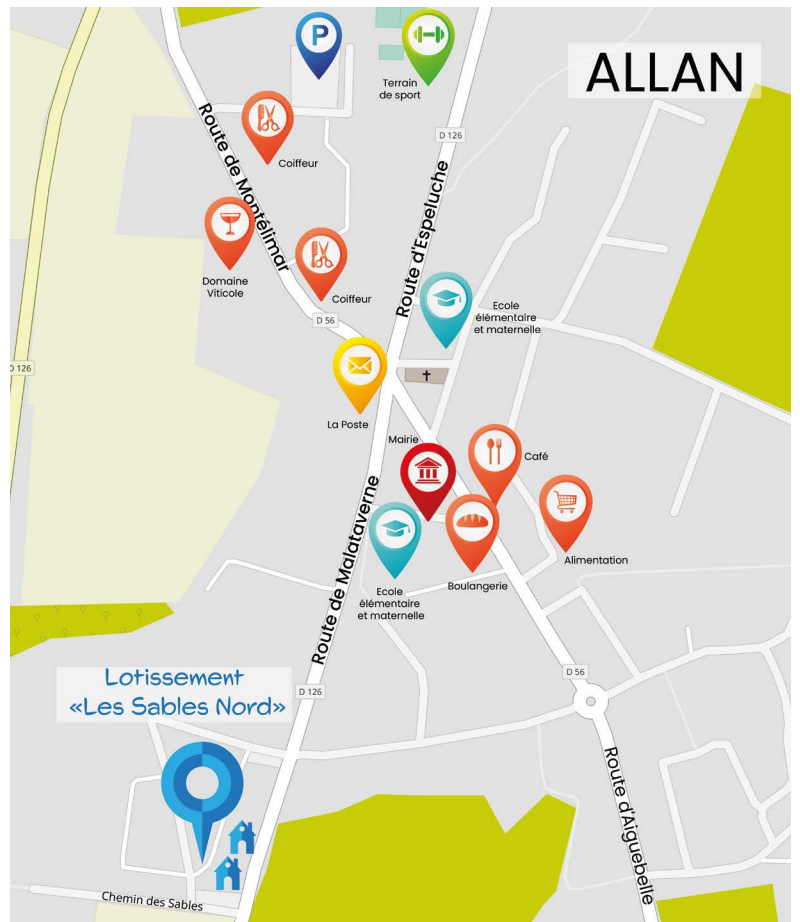 ALLAN
P
Terrain
de sport
Route de Montélimar
D 126
Coiffeur
Route d'Espeluche
Domaine
Viticole
Coiffeur
Ecole
élémentaire
et maternelle
D 56
D 126
La Poste
Mairie
Café
Route de Malataverne
Alimentation
Boulangerie
Ecole
élémentaire
et maternelle
Lotissement
«Les Sables Nord»
D 56
D 126
Route d'Aiguebelle
Chemin des Sables